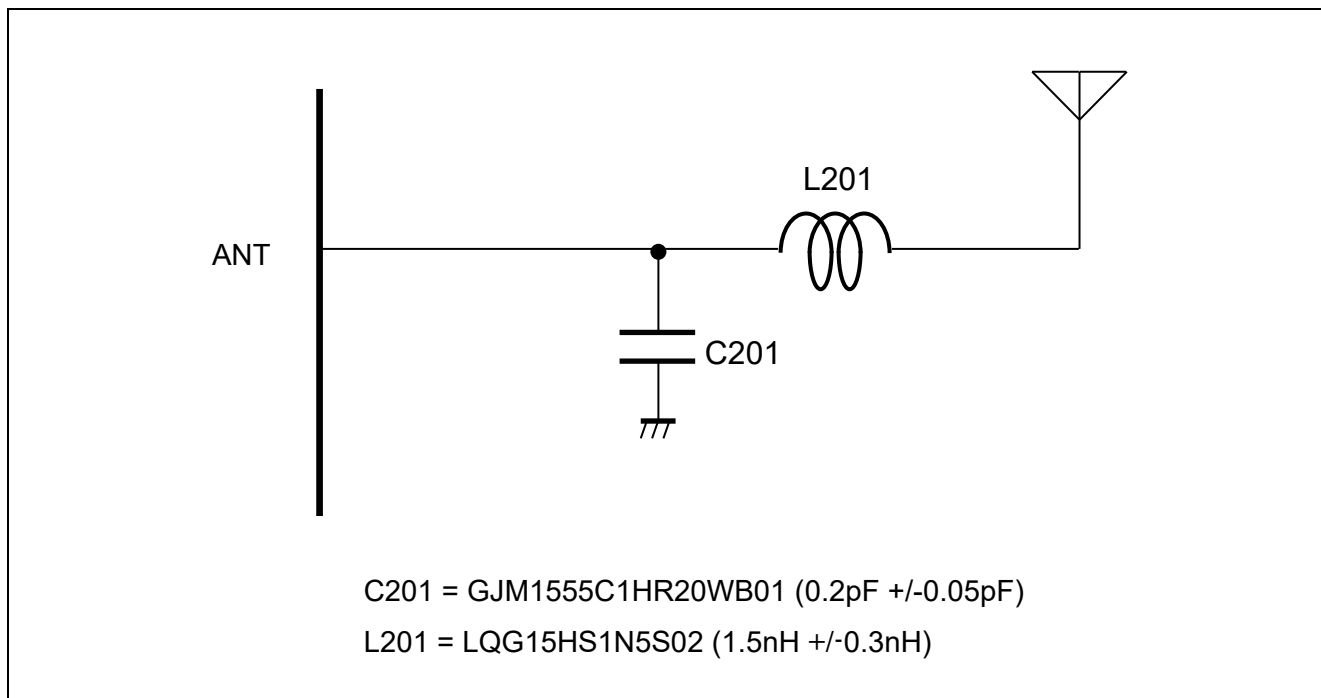 L201
ANT
C201
C201 = GJM1555C1HR20WB01 (0.2pF +/-0.05pF)
L201 = LQG15HS1N5S02 (1.5nH +/-0.3nH)